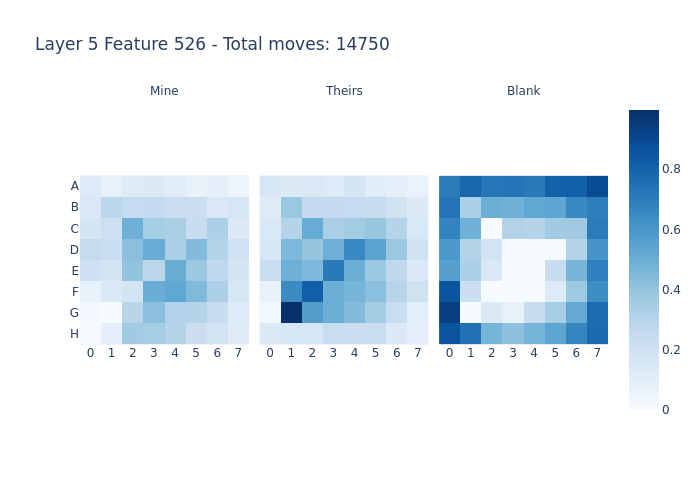 Layer 5 Feature 526 - Total moves: 14750
Mine Theirs Blank
A
B
C
D
E
F
G
H
0 1 2 3 4 5 6 7 0 1 2 3 4 5 6 7 0 1 2 3 4 5 6 7
0.8
0.6
0.4
0.2
0